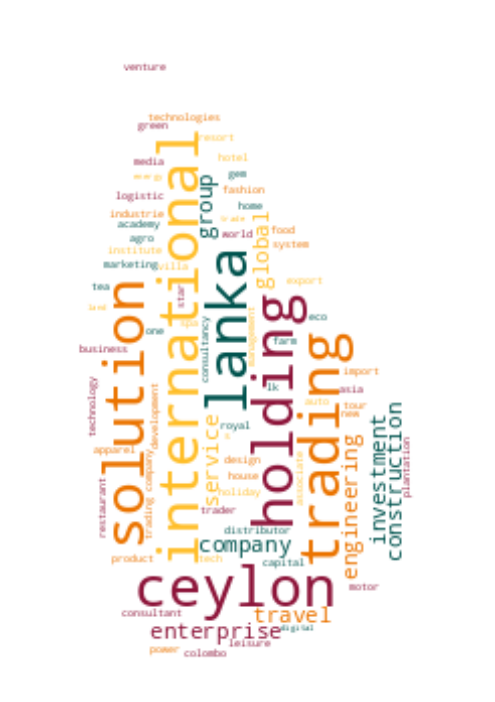 venture
technologies
green
resort
media
hotel
energy
gem
logistic
fashion
group
international
home
industrie
trade
academy
food
world
agro
global
system
institute
lanka
marketing
villa
tea
export
star
solution
holding
eco
one
spa
consultancy
management
farm
trading
business
import
lk
asia
technology
development
auto
tour
new
service
royal
investment
construction
apparel
company
design
engineering
plantation
house
associate
restaurant
trading company
holiday
trader
distributor
company
product
tech
capital
ceylon
motor
consultant
travel
enterprise
digital
leisure
power
colombo